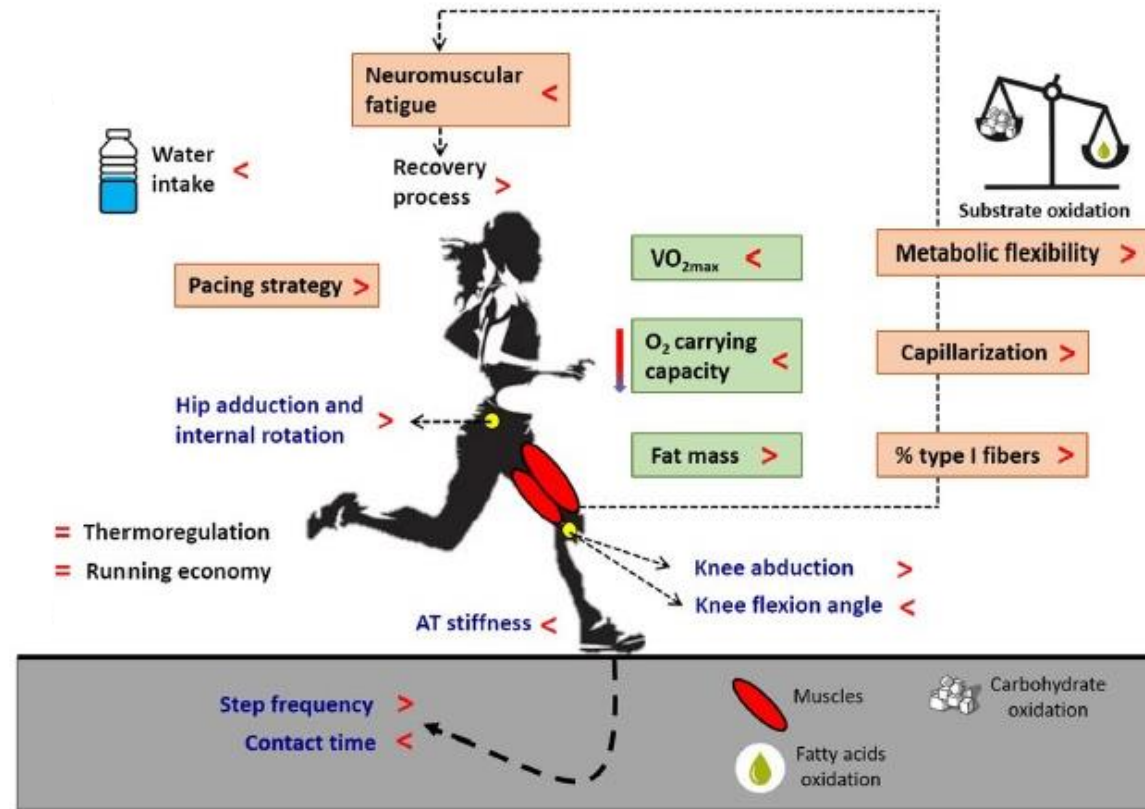 Neuromuscular
fatigue <
Water
intake <
Recovery
process >
Substrate oxidation
Pacing strategy >
VO₂max <
Metabolic flexibility >
O₂ carrying
capacity <
Capillarization >
Hip adduction and
internal rotation >
Fat mass >
% type I fibers >
= Thermoregulation
= Running economy
Knee abduction >
Knee flexion angle <
AT stiffness <
Step frequency >
Contact time <
Muscles
Carbohydrate
oxidation
Fatty acids
oxidation